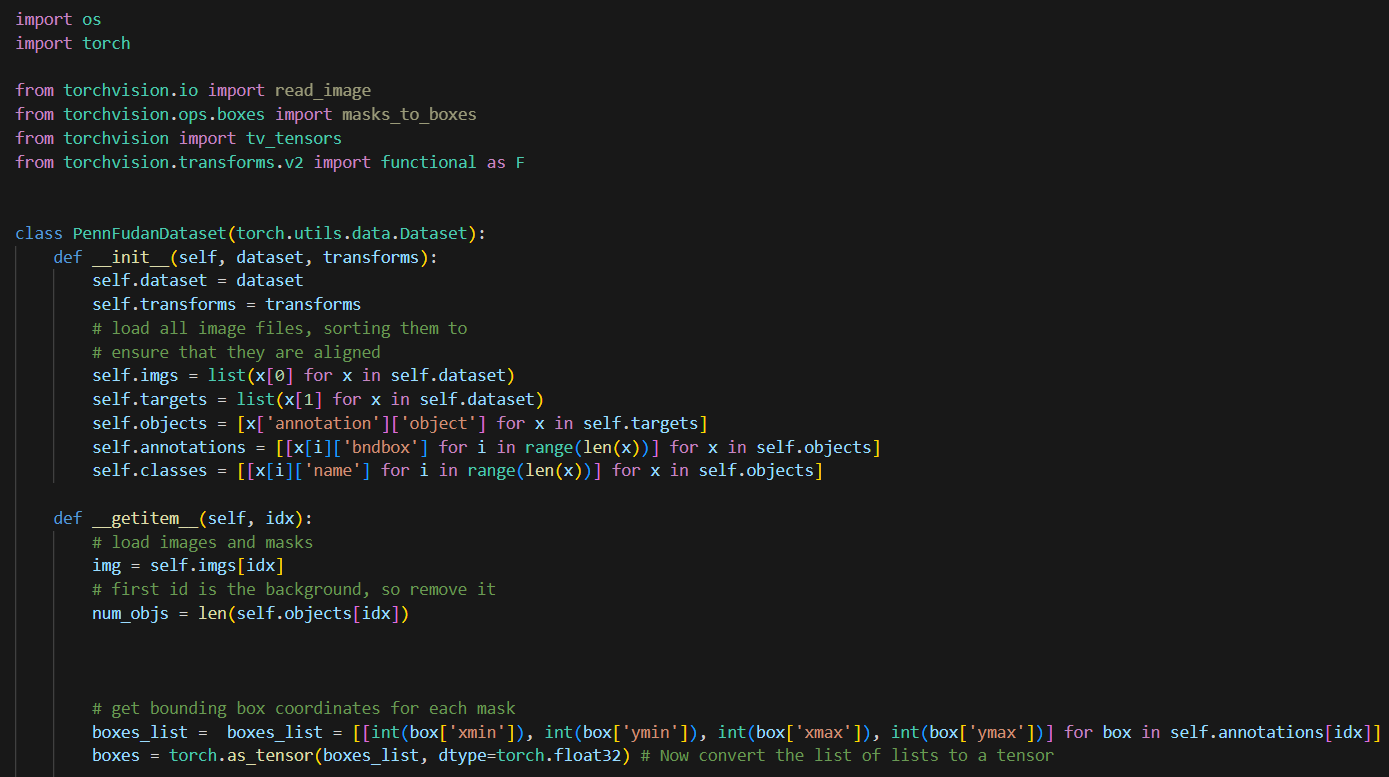 import os
import torch
from torchvision.io import read_image
from torchvision.ops.boxes import masks_to_boxes
from torchvision import tv_tensors
from torchvision.transforms.v2 import functional as F
class PennFudanDataset(torch.utils.data.Dataset):
    def __init__(self, dataset, transforms):
        self.dataset = dataset
        self.transforms = transforms
        # load all image files, sorting them to
        # ensure that they are aligned
        self.imgs = list(x[0] for x in self.dataset)
        self.targets = list(x[1] for x in self.dataset)
        self.objects = [x['annotation']['object'] for x in self.targets]
        self.annotations = [[x[i]['bndbox'] for i in range(len(x))] for x in self.objects]
        self.classes = [[x[i]['name'] for i in range(len(x))] for x in self.objects]
    def __getitem__(self, idx):
        # load images and masks
        img = self.imgs[idx]
        # first id is the background, so remove it
        num_objs = len(self.objects[idx])
        # get bounding box coordinates for each mask
        boxes_list =  boxes_list = [[int(box['xmin']), int(box['ymin']), int(box['xmax']), int(box['ymax'])] for box in self.annotations[idx]]
        boxes = torch.as_tensor(boxes_list, dtype=torch.float32) # Now convert the list of lists to a tensor